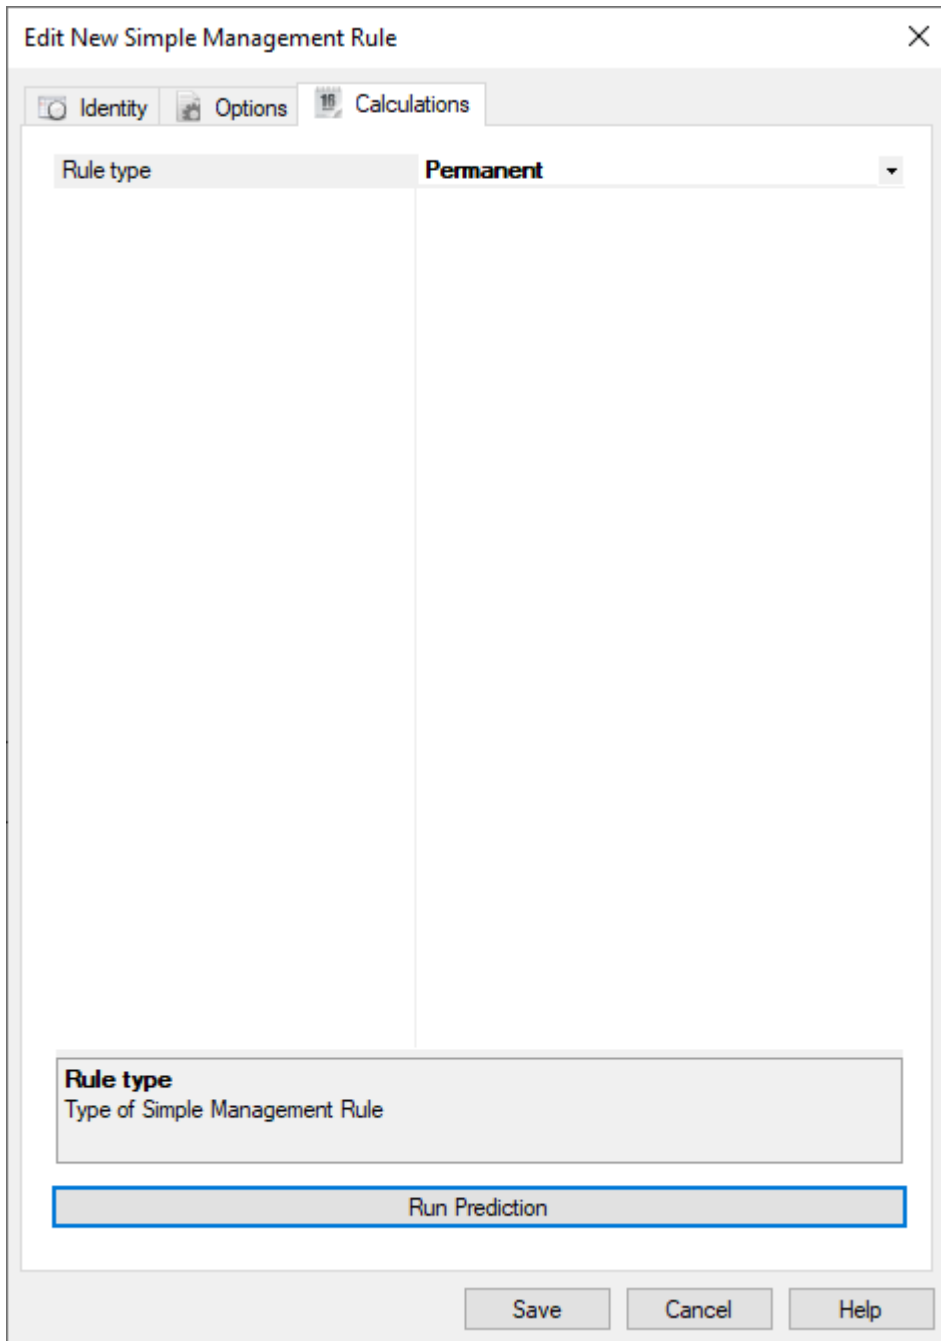 Edit New Simple Management Rule
Identity
Options
16
Calculations
Rule type
Permanent
Rule type
Type of Simple Management Rule
Run Prediction
Save
Cancel
Help